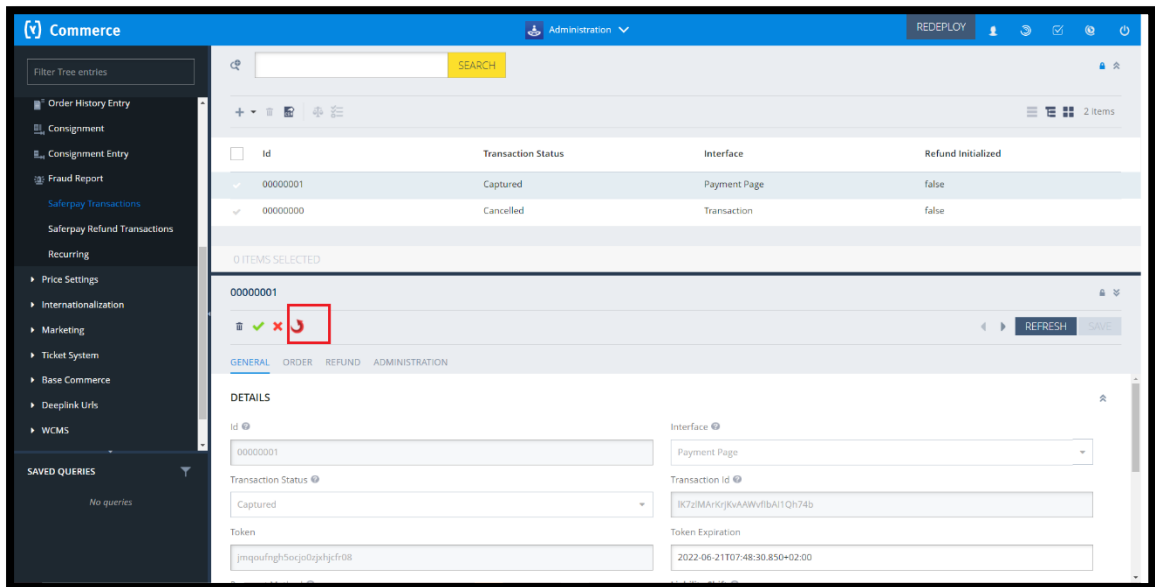 (y) Commerce
Administration
REDEPLOY
Filter Tree entries
Order History Entry
Consignment
Consignment Entry
Fraud Report
Saferpay Transactions
Saferpay Refund Transactions
Recurring
Price Settings
Internationalization
Marketing
Ticket System
Base Commerce
Deeplink Urls
WCMS
SAVED QUERIES
No queries
SEARCH
2 items
Id Transaction Status Interface Refund Initialized
00000001 Captured Payment Page false
00000000 Cancelled Transaction false
0 ITEMS SELECTED
00000001
REFRESH SAVE
GENERAL ORDER REFUND ADMINISTRATION
DETAILS
Id Interface
00000001 Payment Page
Transaction Status Transaction Id
Captured
Token Token Expiration
jmqoufngh5ocjo0zjxhjcfr08 2022-06-21T07:48:30.850+02:00